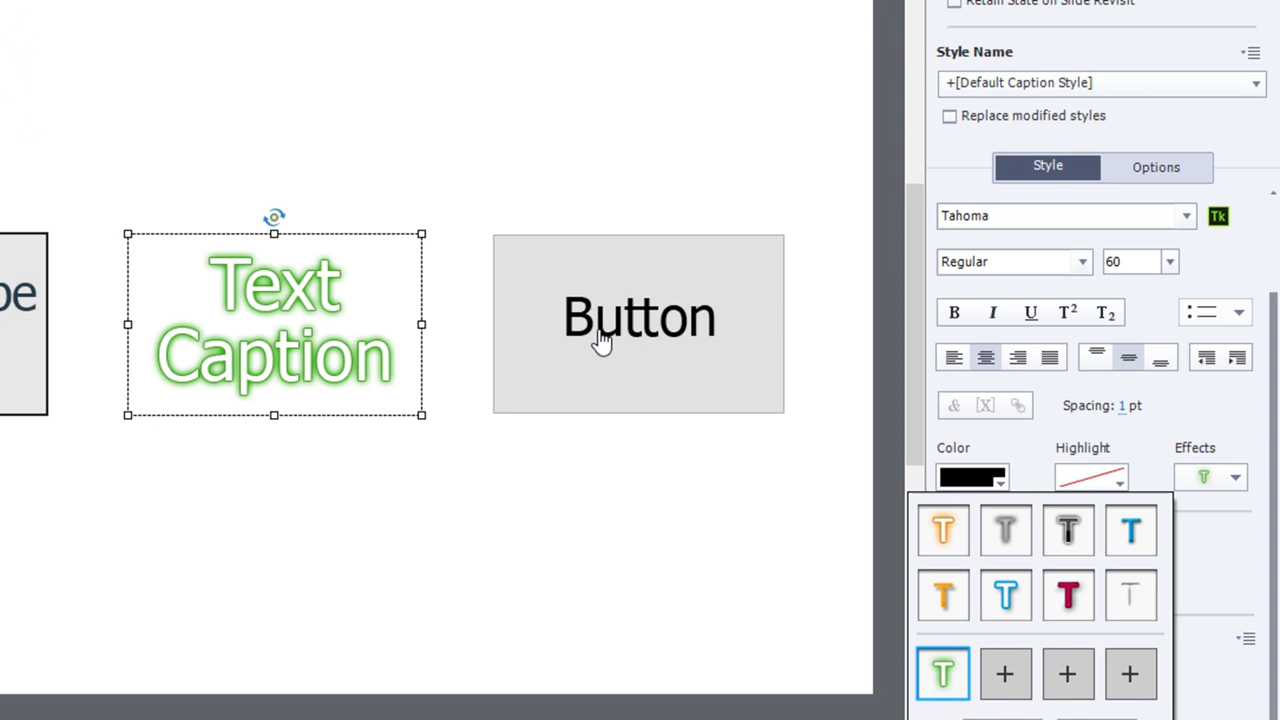 Retain State on Slide Revisit
Style Name
+[Default Caption Style]
Replace modified styles
Style Options
Tahoma Tk
Regular 60
B I U T² T₂
& [X]
Spacing: 1 pt
Color Highlight Effects
T
T T T T
T T T T
T + + +
pe
Text
Caption
Button